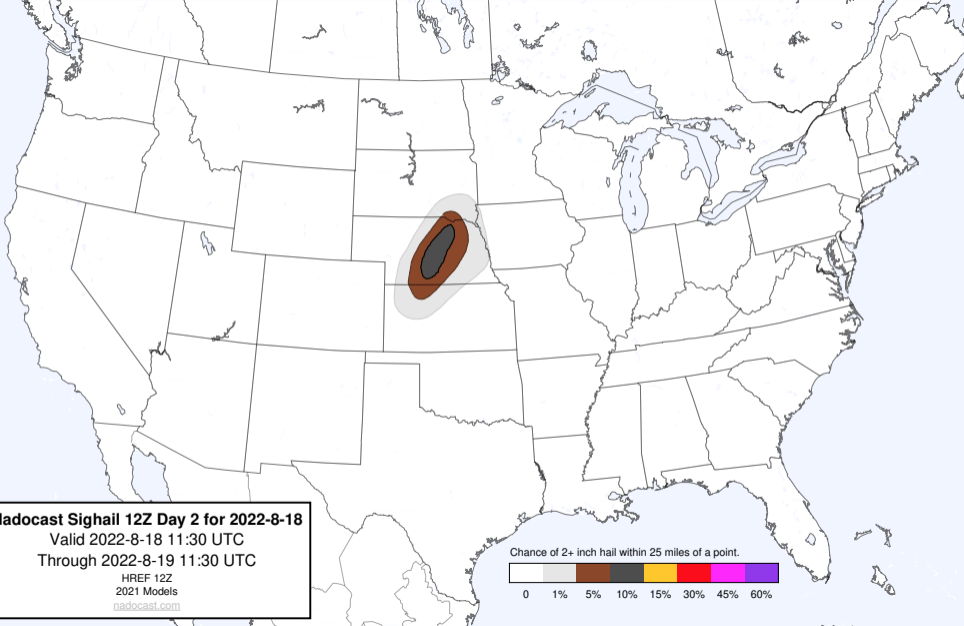 adocast Sighail 12Z Day 2 for 2022-8-18
Valid 2022-8-18 11:30 UTC
Through 2022-8-19 11:30 UTC
HREF 12Z
2021 Models
nadocast.com
Chance of 2+ inch hail within 25 miles of a point.
0 1% 5% 10% 15% 30% 45% 60%